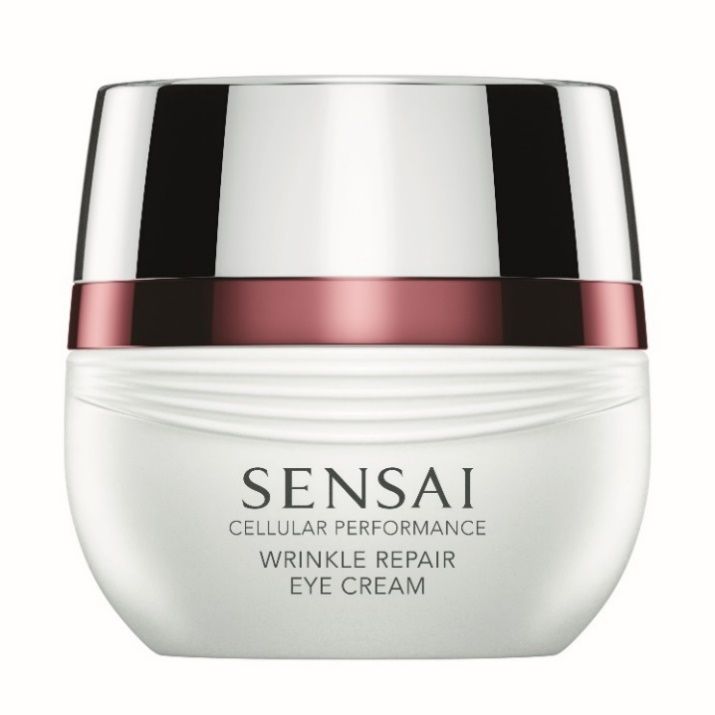 SENSAI
CELLULAR PERFORMANCE
WRINKLE REPAIR
EYE CREAM